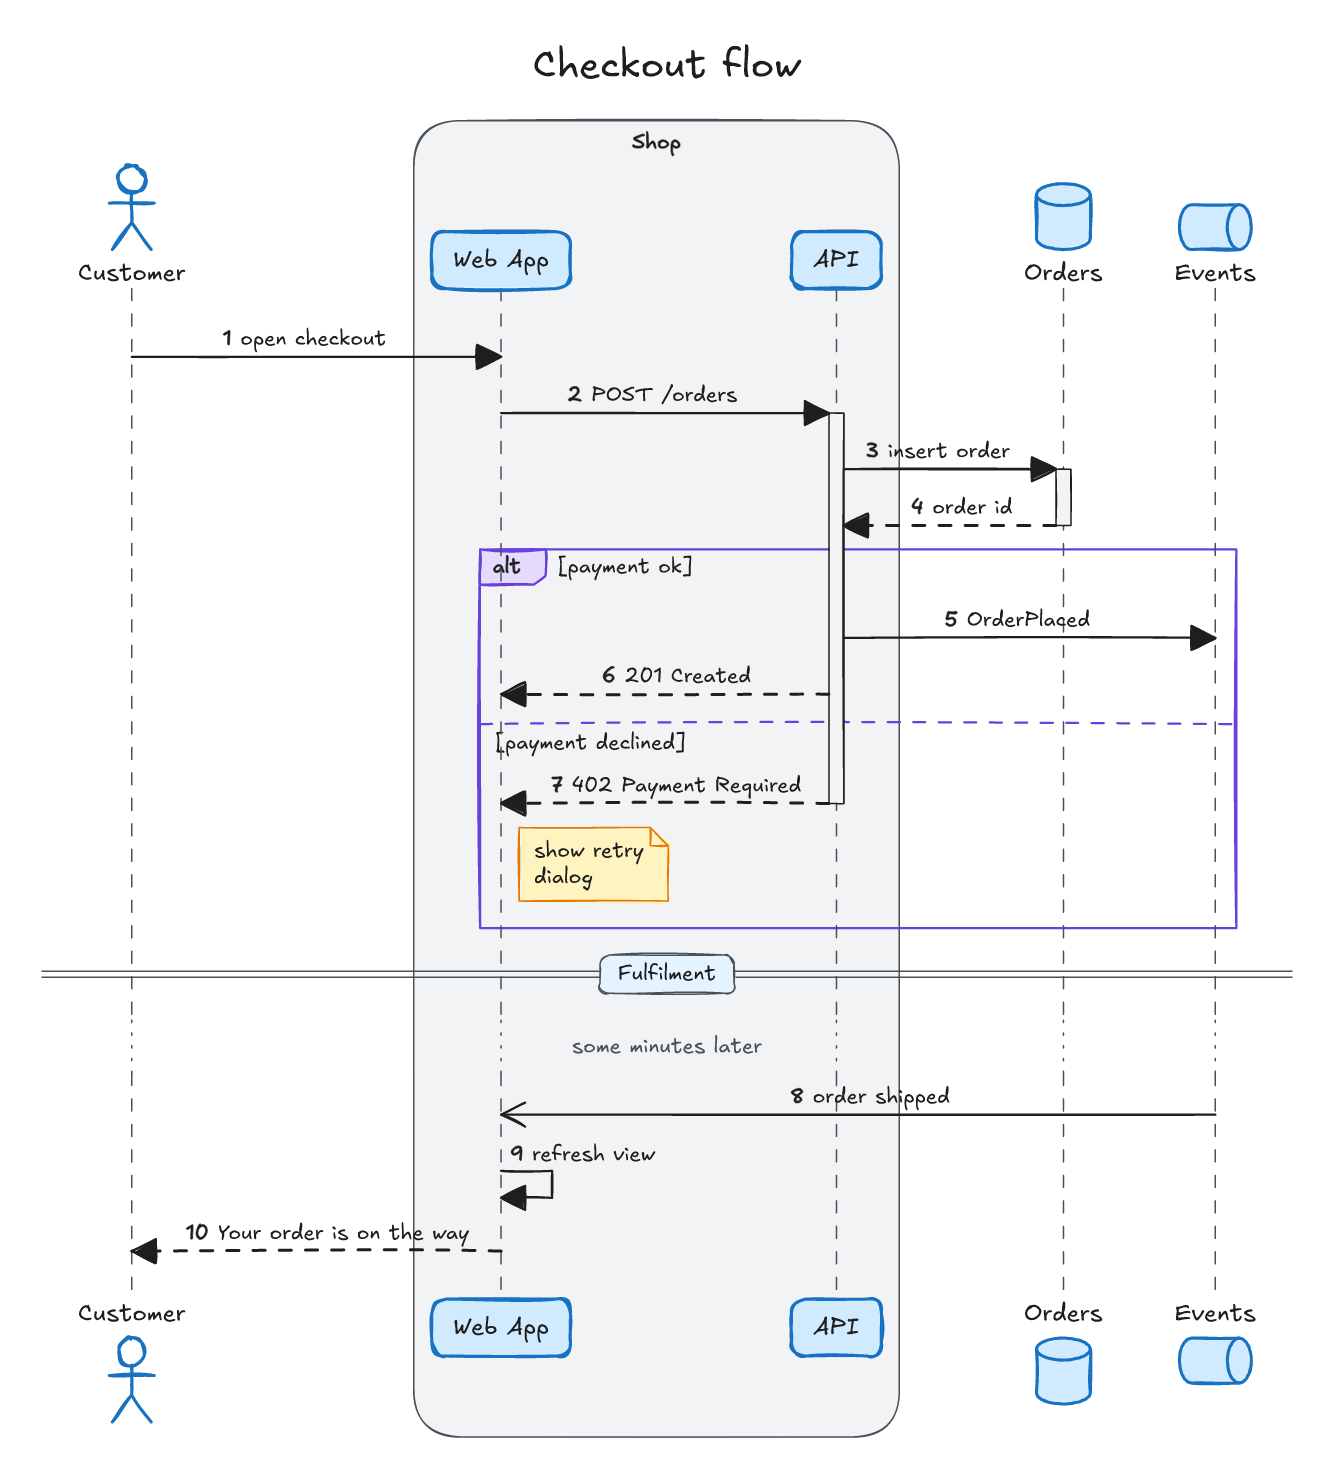 Checkout flow
Shop
Customer
Web App
API
Orders
Events
1 open checkout
2 POST /orders
3 insert order
4 order id
alt [payment ok]
5 OrderPlaced
6 201 Created
[payment declined]
7 402 Payment Required
show retry
dialog
Fulfilment
some minutes later
8 order shipped
9 refresh view
10 Your order is on the way
Customer
Web App
API
Orders
Events